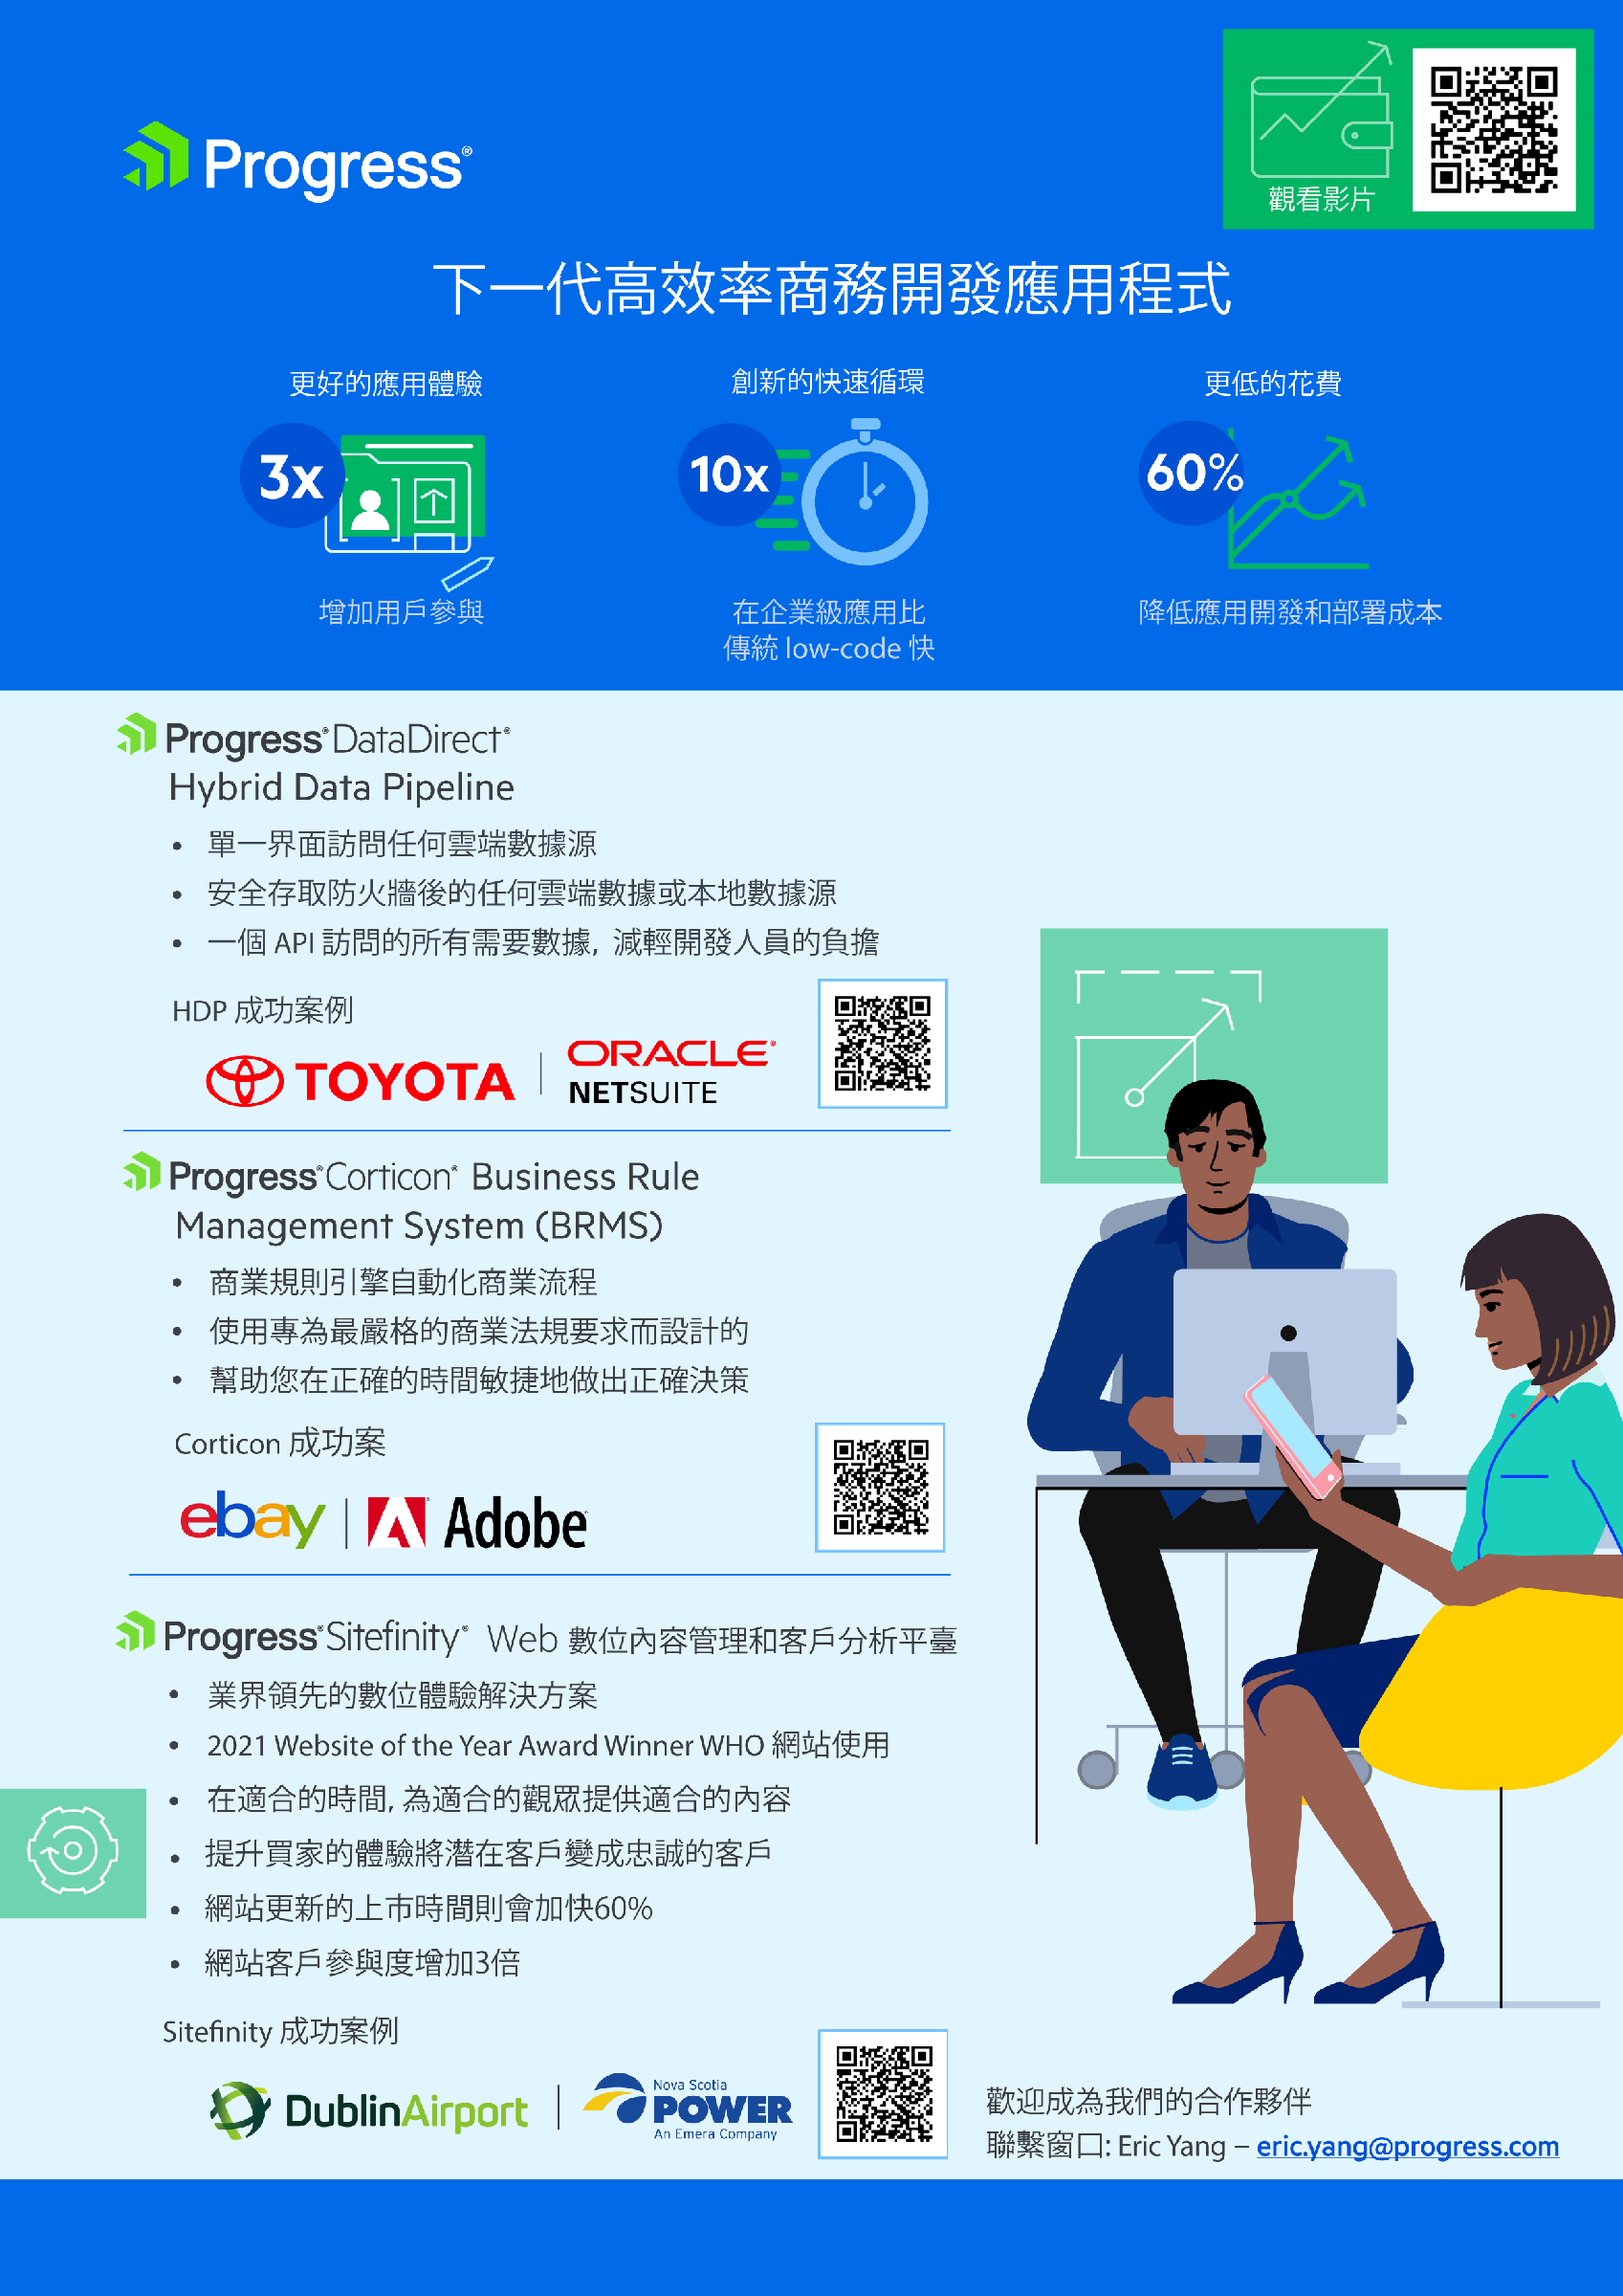 Progress®
觀看影片
下一代高效率商務開發應用程式
更好的應用體驗
3x
增加用戶參與
創新的快速循環
10x
在企業級應用比
傳統 low-code 快
更低的花費
60%
降低應用開發和部署成本
Progress® DataDirect®
Hybrid Data Pipeline
• 單一界面訪問任何雲端數據源
• 安全存取防火牆後的任何雲端數據或本地數據源
• 一個 API 訪問的所有需要數據, 減輕開發人員的負擔
HDP 成功案例
TOYOTA
ORACLE®
NETSUITE
Progress® Corticon® Business Rule
Management System (BRMS)
• 商業規則引擎自動化商業流程
• 使用專為最嚴格的商業法規要求而設計的
• 幫助您在正確的時間敏捷地做出正確決策
Corticon 成功案
ebay
Adobe
Progress® Sitefinity® Web 數位內容管理和客戶分析平臺
• 業界領先的數位體驗解決方案
• 2021 Website of the Year Award Winner WHO 網站使用
• 在適合的時間, 為適合的觀眾提供適合的內容
• 提升買家的體驗將潛在客戶變成忠誠的客戶
• 網站更新的上市時間則會加快60%
• 網站客戶參與度增加3倍
Sitefinity 成功案例
DublinAirport
Nova Scotia
POWER
An Emera Company
歡迎成為我們的合作夥伴
聯繫窗口: Eric Yang – eric.yang@progress.com